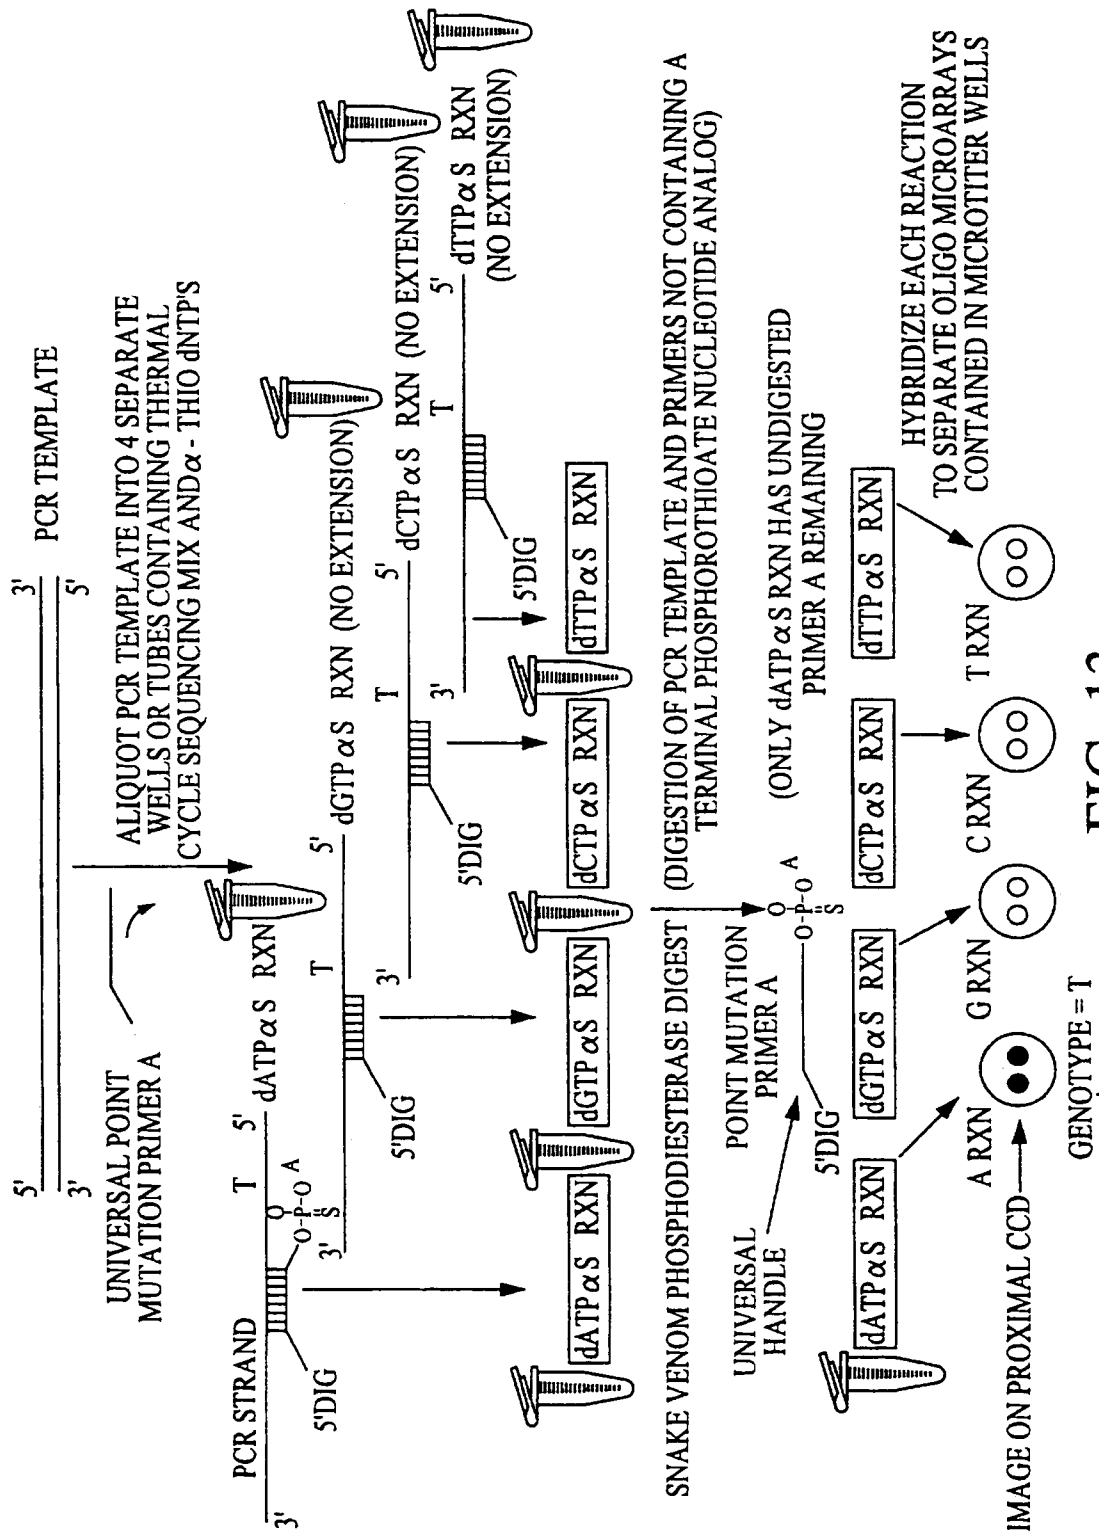 5'
3'
3'
5'
PCR TEMPLATE
UNIVERSAL POINT
MUTATION PRIMER A
ALIQUOT PCR TEMPLATE INTO 4 SEPARATE
WELLS OR TUBES CONTAINING THERMAL
CYCLE SEQUENCING MIX AND α - THIO dNTP'S
PCR STRAND
3'
T
5'
dATPαS RXN
5'DIG
O
O-P-O A
S
3'
T
5'
dGTPαS RXN (NO EXTENSION)
5'DIG
3'
T
5'
dCTPαS RXN (NO EXTENSION)
5'DIG
3'
T
5'
dTTPαS RXN
(NO EXTENSION)
5'DIG
dATPαS RXN
dGTPαS RXN
dCTPαS RXN
dTTPαS RXN
SNAKE VENOM PHOSPHODIESTERASE DIGEST
(DIGESTION OF PCR TEMPLATE AND PRIMERS NOT CONTAINING A
TERMINAL PHOSPHOROTHIOATE NUCLEOTIDE ANALOG)
UNIVERSAL
HANDLE
POINT MUTATION
PRIMER A
5'DIG
O
O-P-O A
S
(ONLY dATPαS RXN HAS UNDIGESTED
PRIMER A REMAINING
dATPαS RXN
dGTPαS RXN
dCTPαS RXN
dTTPαS RXN
HYBRIDIZE EACH REACTION
TO SEPARATE OLIGO MICROARRAYS
CONTAINED IN MICROTITER WELLS
A RXN
G RXN
C RXN
T RXN
IMAGE ON PROXIMAL CCD
GENOTYPE = T